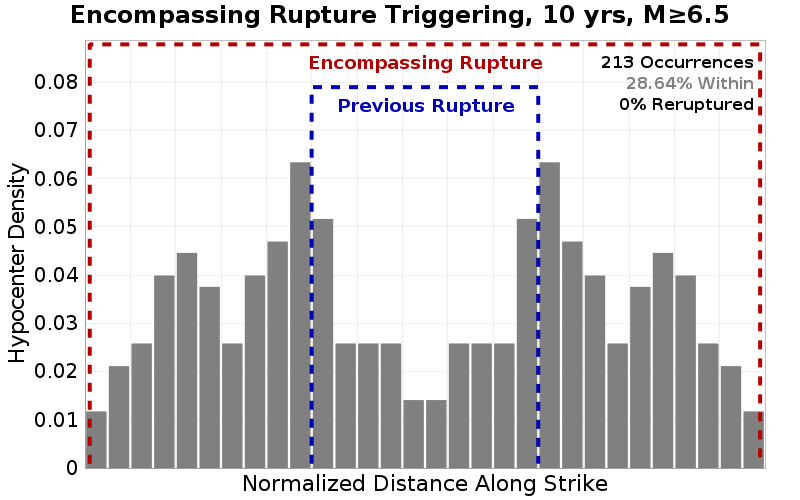 Encompassing Rupture Triggering, 10 yrs, M≥6.5
Encompassing Rupture
213 Occurrences
28.64% Within
0% Reruptured
Previous Rupture
Hypocenter Density
0.08
0.07
0.06
0.05
0.04
0.03
0.02
0.01
0
Normalized Distance Along Strike